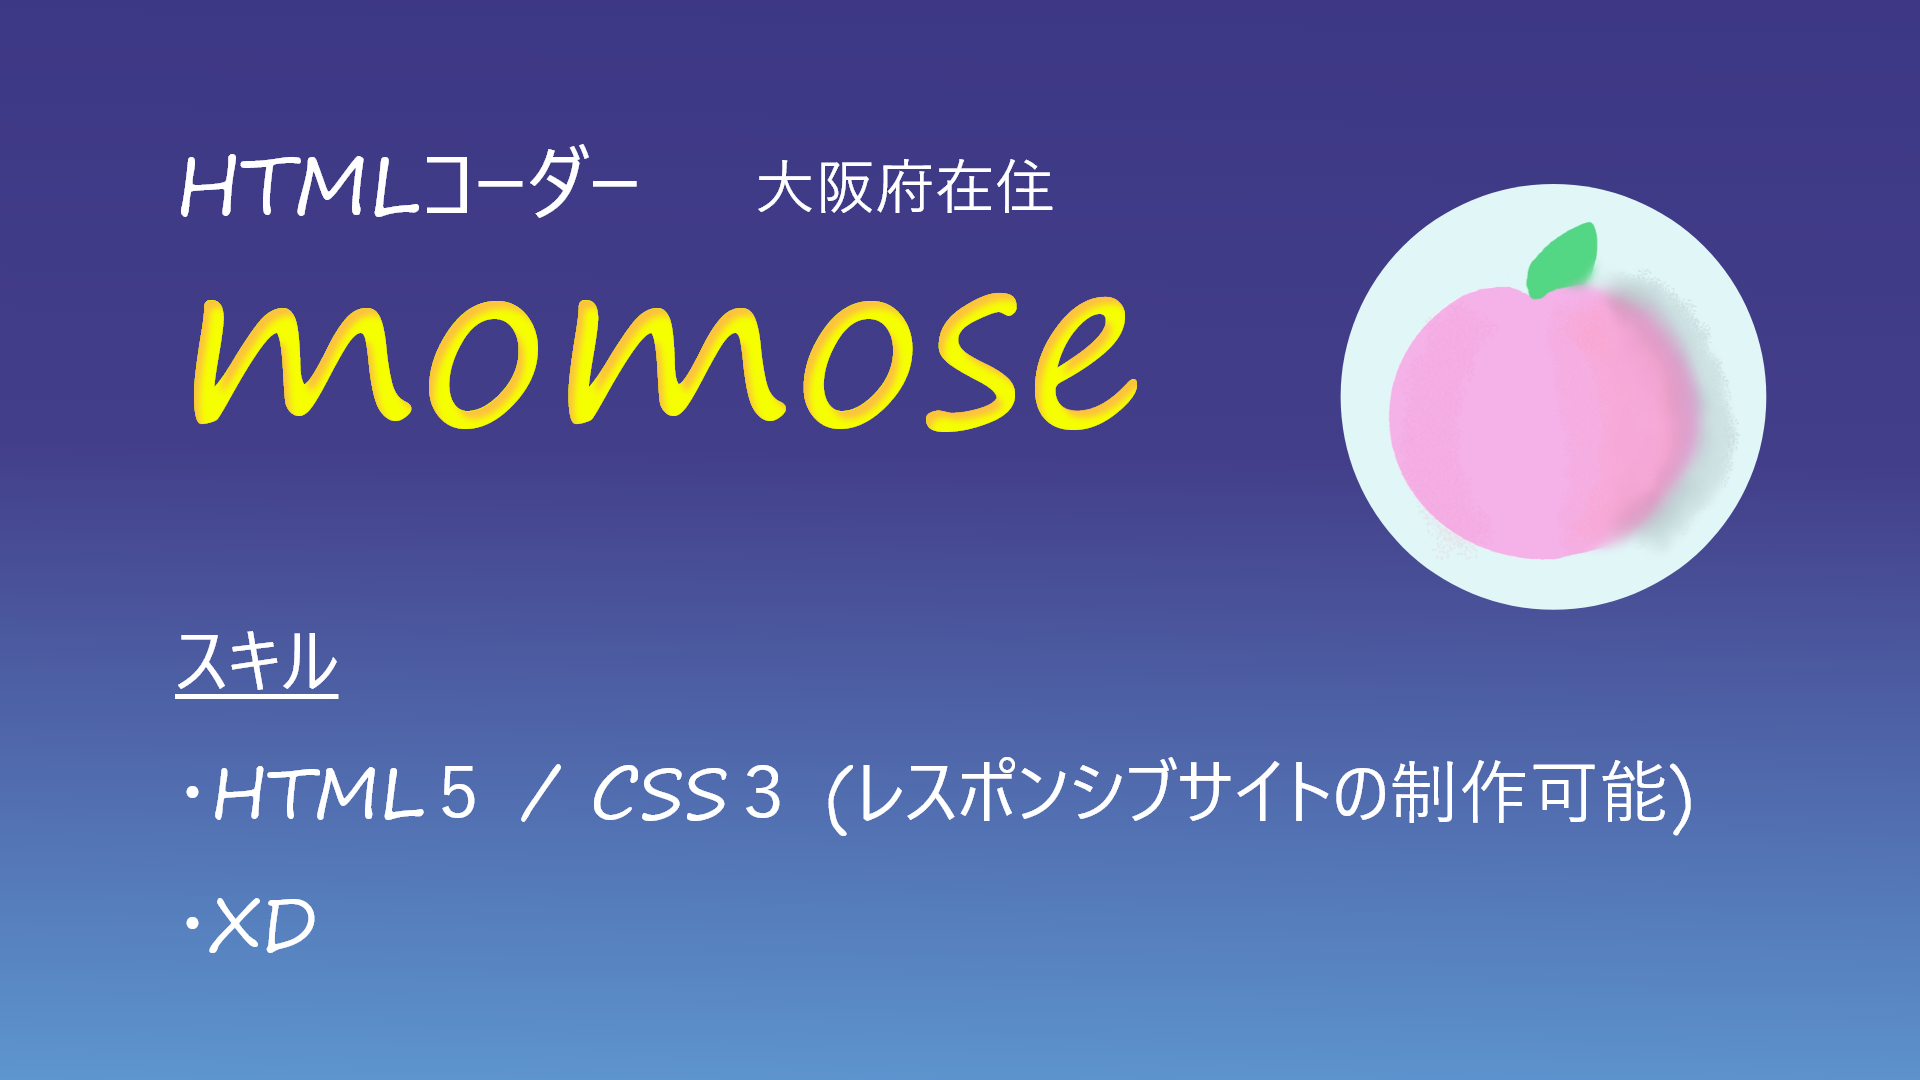 HTMLコーダー 大阪府在住
momose
スキル
・HTML５ / CSS３ (レスポンシブサイトの制作可能)
・XD